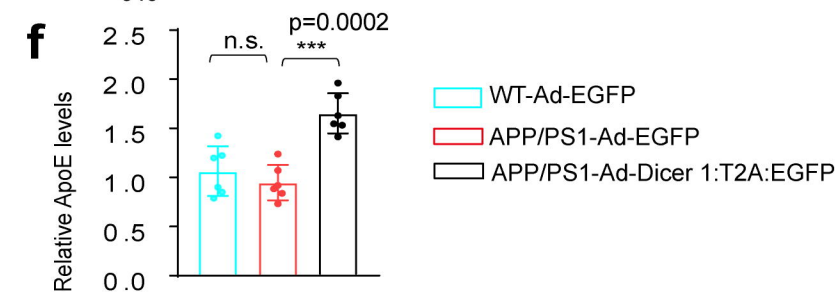 f
p=0.0002
n.s.
***
Relative ApoE levels
2.5
2.0
1.5
1.0
0.5
0.0
WT-Ad-EGFP
APP/PS1-Ad-EGFP
APP/PS1-Ad-Dicer 1:T2A:EGFP